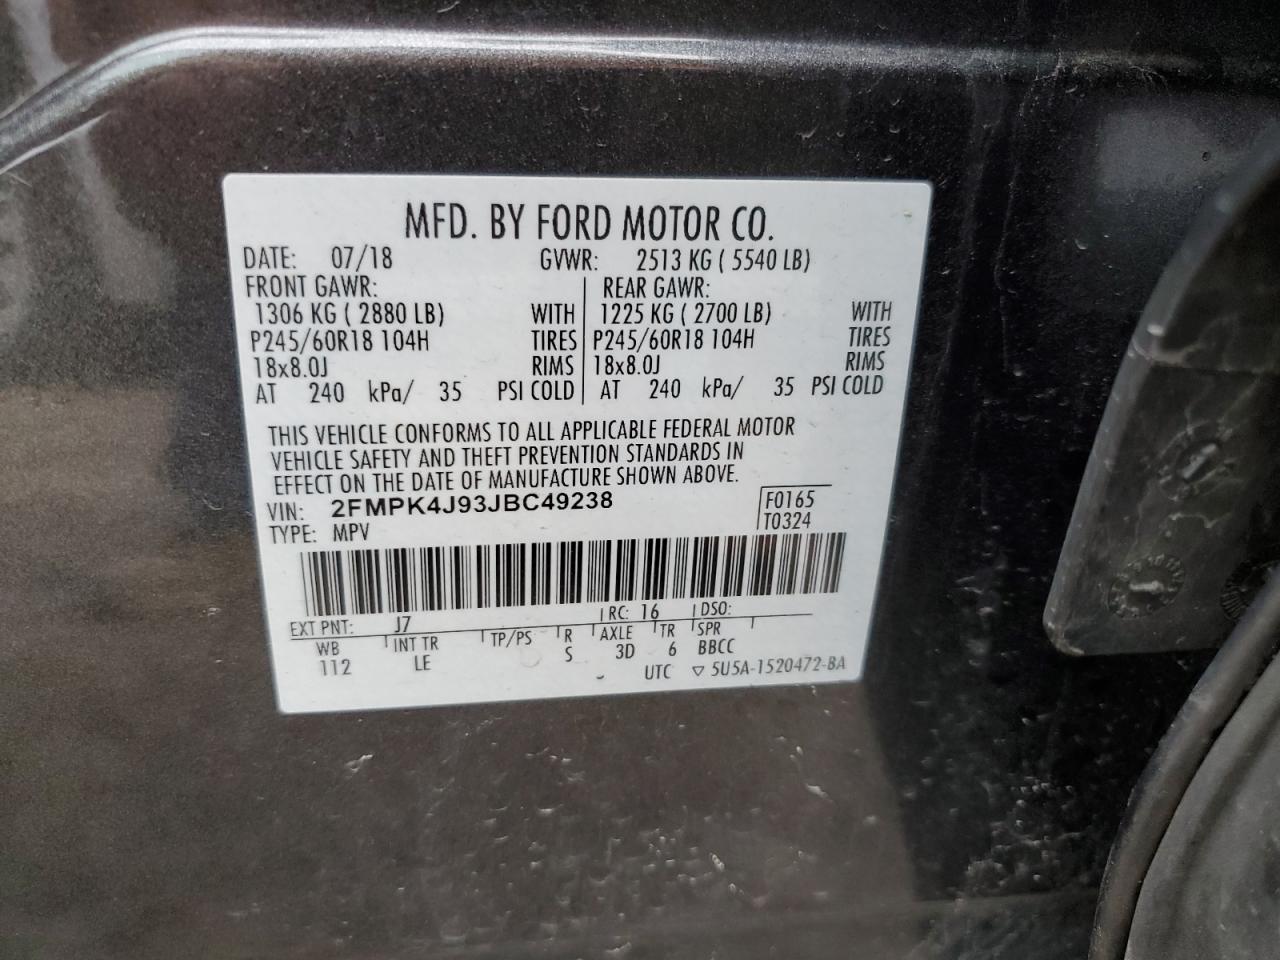 MFD. BY FORD MOTOR CO.
DATE: 07/18 GVWR: 2513 KG ( 5540 LB)
FRONT GAWR: REAR GAWR:
1306 KG ( 2880 LB) WITH 1225 KG ( 2700 LB) WITH
P245/60R18 104H TIRES P245/60R18 104H TIRES
18x8.0J RIMS 18x8.0J RIMS
AT 240 kPa/ 35 PSI COLD AT 240 kPa/ 35 PSI COLD
THIS VEHICLE CONFORMS TO ALL APPLICABLE FEDERAL MOTOR
VEHICLE SAFETY AND THEFT PREVENTION STANDARDS IN
EFFECT ON THE DATE OF MANUFACTURE SHOWN ABOVE.
VIN: 2FMPK4J93JBC49238 F0165
TYPE: MPV T0324
EXT PNT: J7 RC: 16 DSO:
WB INT TR TP/PS R AXLE TR SPR
112 LE S 3D 6 BBCC
UTC ▽ 5U5A-1520472-BA